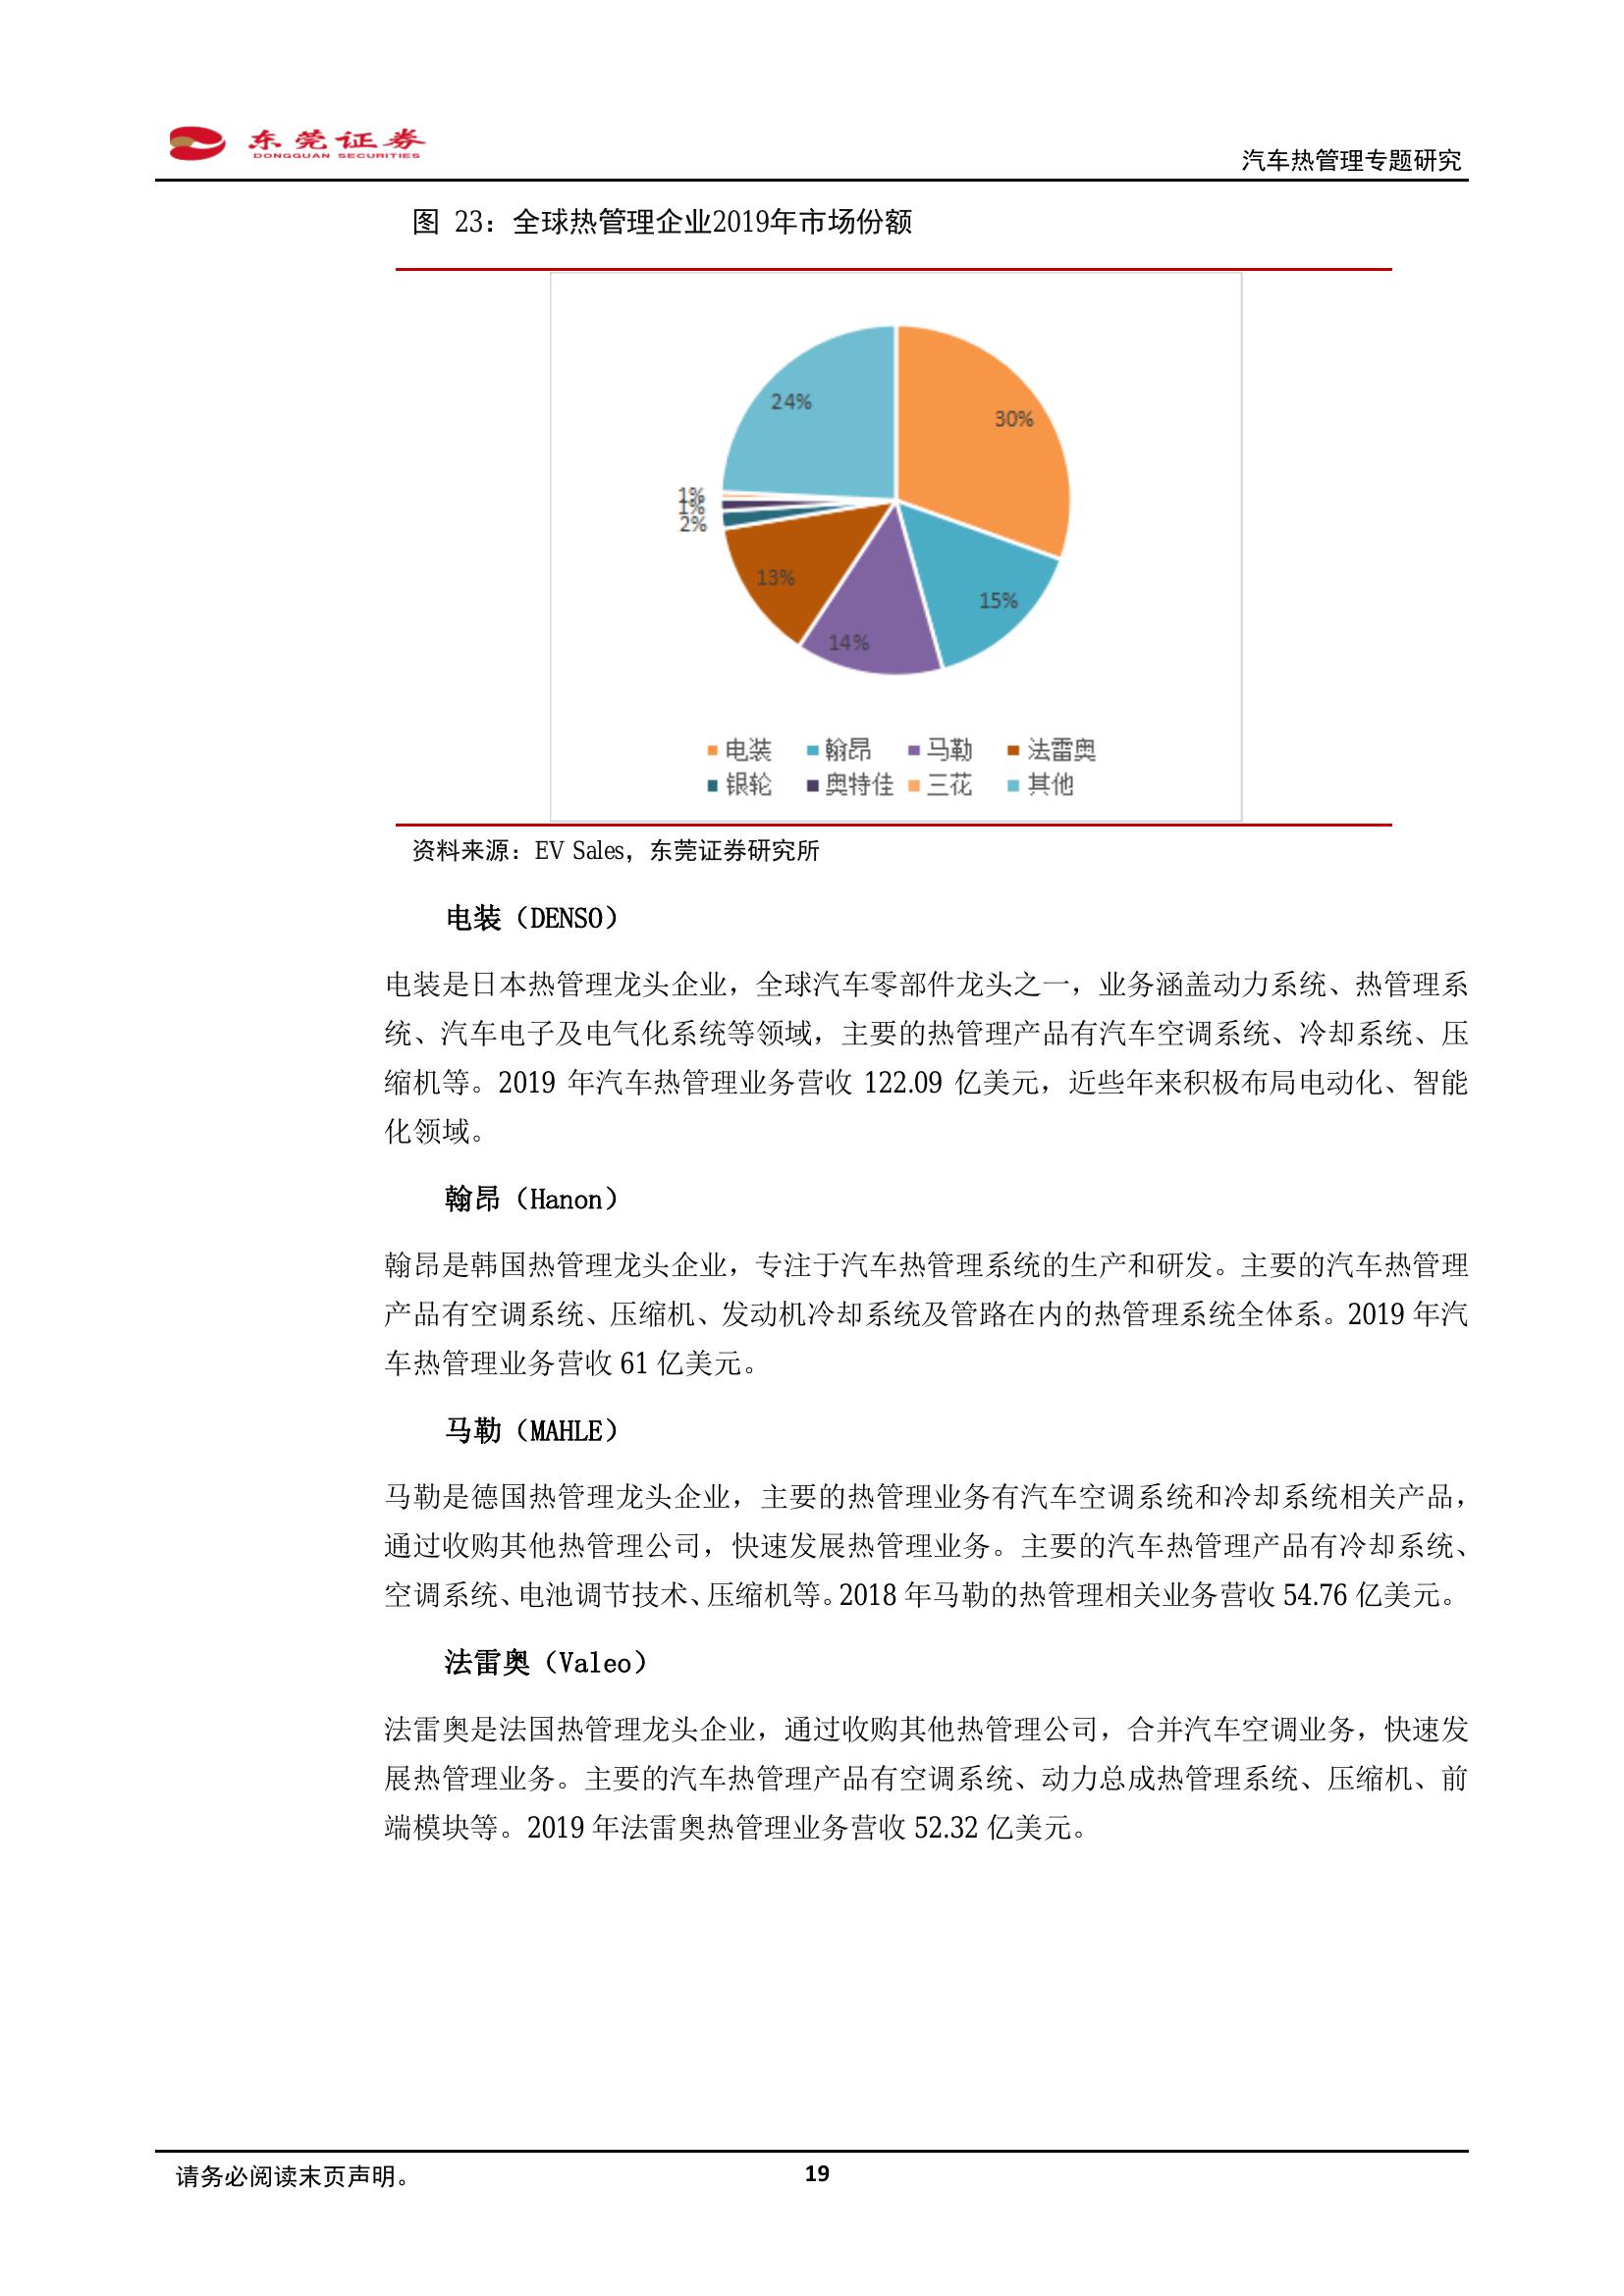 东莞证券
DONGGUAN SECURITIES
汽车热管理专题研究
图 23：全球热管理企业2019年市场份额
24%
30%
1%
1%
2%
13%
15%
14%
电装 翰昂 马勒 法雷奥
银轮 奥特佳 三花 其他
资料来源：EV Sales，东莞证券研究所
电装（DENSO）
电装是日本热管理龙头企业，全球汽车零部件龙头之一，业务涵盖动力系统、热管理系
统、汽车电子及电气化系统等领域，主要的热管理产品有汽车空调系统、冷却系统、压
缩机等。2019 年汽车热管理业务营收 122.09 亿美元，近些年来积极布局电动化、智能
化领域。
翰昂（Hanon）
翰昂是韩国热管理龙头企业，专注于汽车热管理系统的生产和研发。主要的汽车热管理
产品有空调系统、压缩机、发动机冷却系统及管路在内的热管理系统全体系。2019 年汽
车热管理业务营收 61 亿美元。
马勒（MAHLE）
马勒是德国热管理龙头企业，主要的热管理业务有汽车空调系统和冷却系统相关产品，
通过收购其他热管理公司，快速发展热管理业务。主要的汽车热管理产品有冷却系统、
空调系统、电池调节技术、压缩机等。2018 年马勒的热管理相关业务营收 54.76 亿美元。
法雷奥（Valeo）
法雷奥是法国热管理龙头企业，通过收购其他热管理公司，合并汽车空调业务，快速发
展热管理业务。主要的汽车热管理产品有空调系统、动力总成热管理系统、压缩机、前
端模块等。2019 年法雷奥热管理业务营收 52.32 亿美元。
请务必阅读末页声明。
19